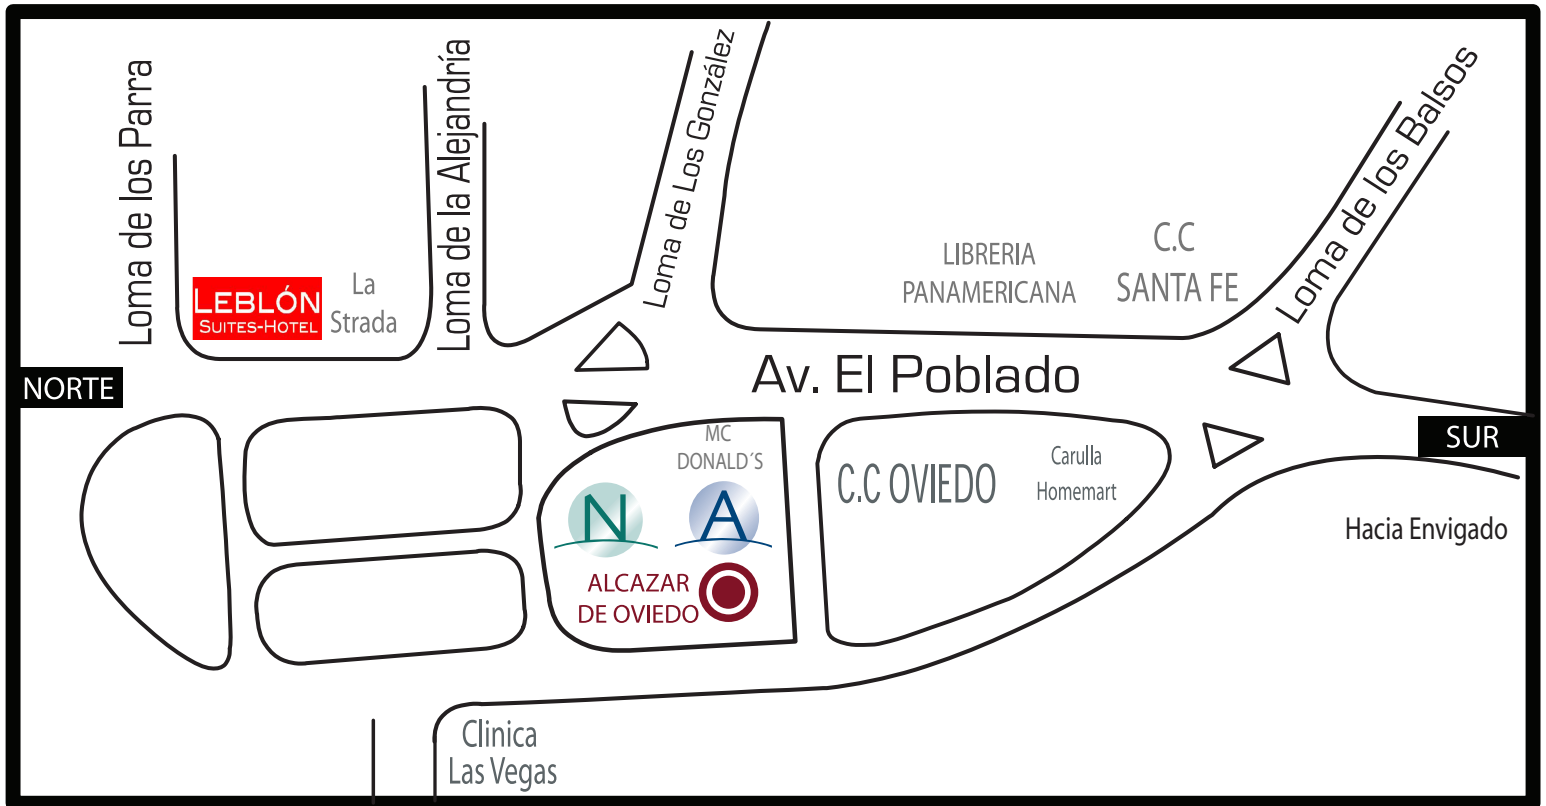 Loma de los Parra
Loma de la Alejandría
Loma de Los González
Loma de los Balsos
LEBLÓN
SUITES-HOTEL
La
Strada
LIBRERIA
PANAMERICANA
C.C
SANTA FE
NORTE
Av. El Poblado
SUR
MC
DONALD´S
C.C OVIEDO
Carulla
Homemart
N
A
Hacia Envigado
ALCAZAR
DE OVIEDO
Clinica
Las Vegas